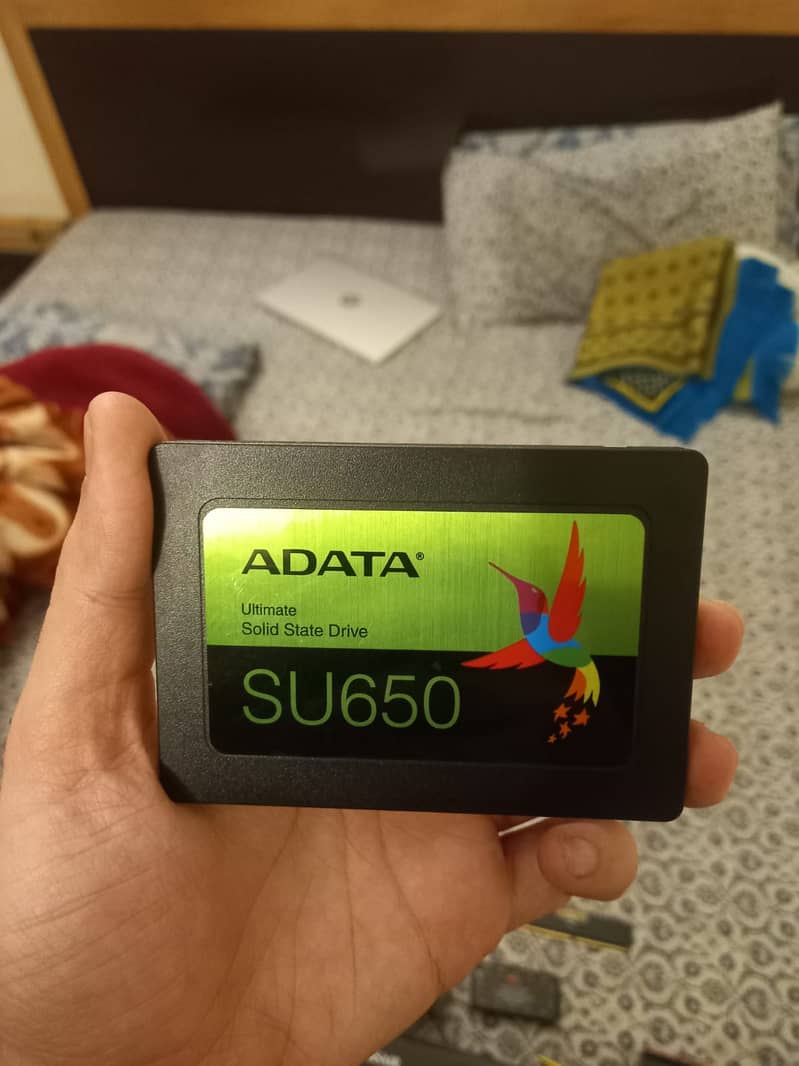 ADATA®
Ultimate
Solid State Drive
SU650